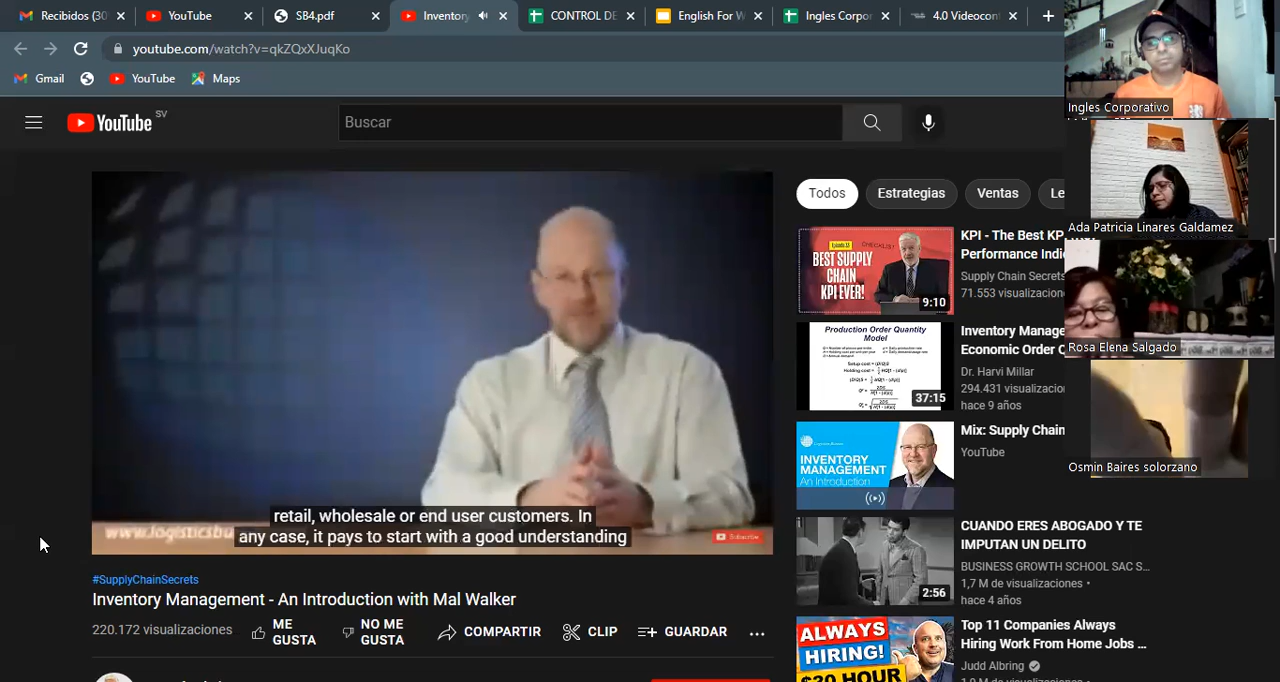 Recibidos (30
YouTube
SB4.pdf
Inventory
CONTROL DE
English For W
Ingles Corpor
4.0 Videocon
youtube.com/watch?v=qkZQxXJuqKo
Gmail
YouTube
Maps
YouTube SV
Buscar
retail, wholesale or end user customers. In
any case, it pays to start with a good understanding
Subscribe
#SupplyChainSecrets
Inventory Management - An Introduction with Mal Walker
220.172 visualizaciones
ME GUSTA
NO ME GUSTA
COMPARTIR
CLIP
GUARDAR
Todos
Estrategias
Ventas
Le
CHECKLIST
BEST SUPPLY
CHAIN
KPI EVER!
9:10
KPI - The Best KP
Performance Indi
Supply Chain Secrets
71.553 visualizacion
Production Order Quantity
Model
37:15
Inventory Manage
Economic Order Q
Dr. Harvi Millar
294.431 visualizacio
hace 9 años
INVENTORY
MANAGEMENT
An Introduction
Mix: Supply Chain
YouTube
2:56
CUANDO ERES ABOGADO Y TE
IMPUTAN UN DELITO
BUSINESS GROWTH SCHOOL SAC S...
1,7 M de visualizaciones •
hace 4 años
ALWAYS
HIRING!
$30 HOUR
Top 11 Companies Always
Hiring Work From Home Jobs ...
Judd Albring
Ingles Corporativo
Ada Patricia Linares Galdamez
Rosa Elena Salgado
Osmin Baires solorzano